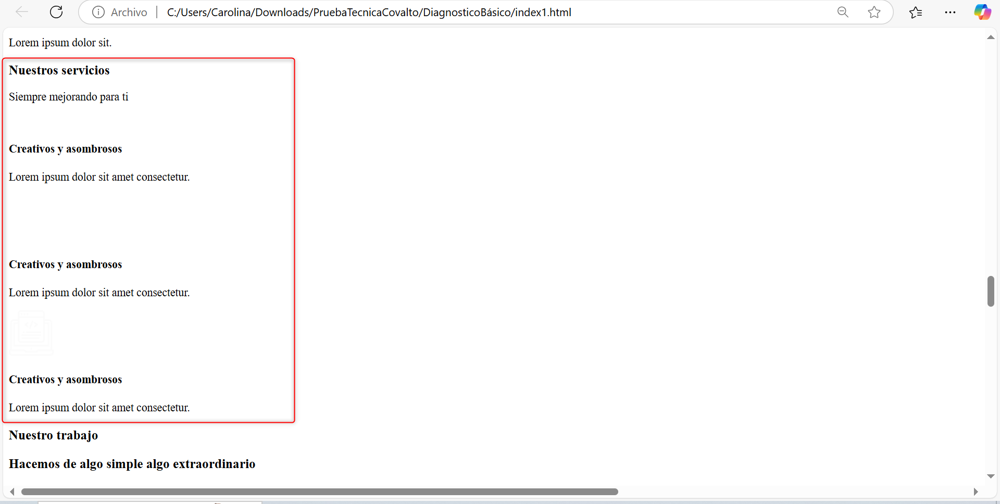 Archivo
C:/Users/Carolina/Downloads/PruebaTecnicaCovalto/DiagnosticoBásico/index1.html
Lorem ipsum dolor sit.
Nuestros servicios
Siempre mejorando para ti
Creativos y asombrosos
Lorem ipsum dolor sit amet consectetur.
Creativos y asombrosos
Lorem ipsum dolor sit amet consectetur.
</>
Creativos y asombrosos
Lorem ipsum dolor sit amet consectetur.
Nuestro trabajo
Hacemos de algo simple algo extraordinario